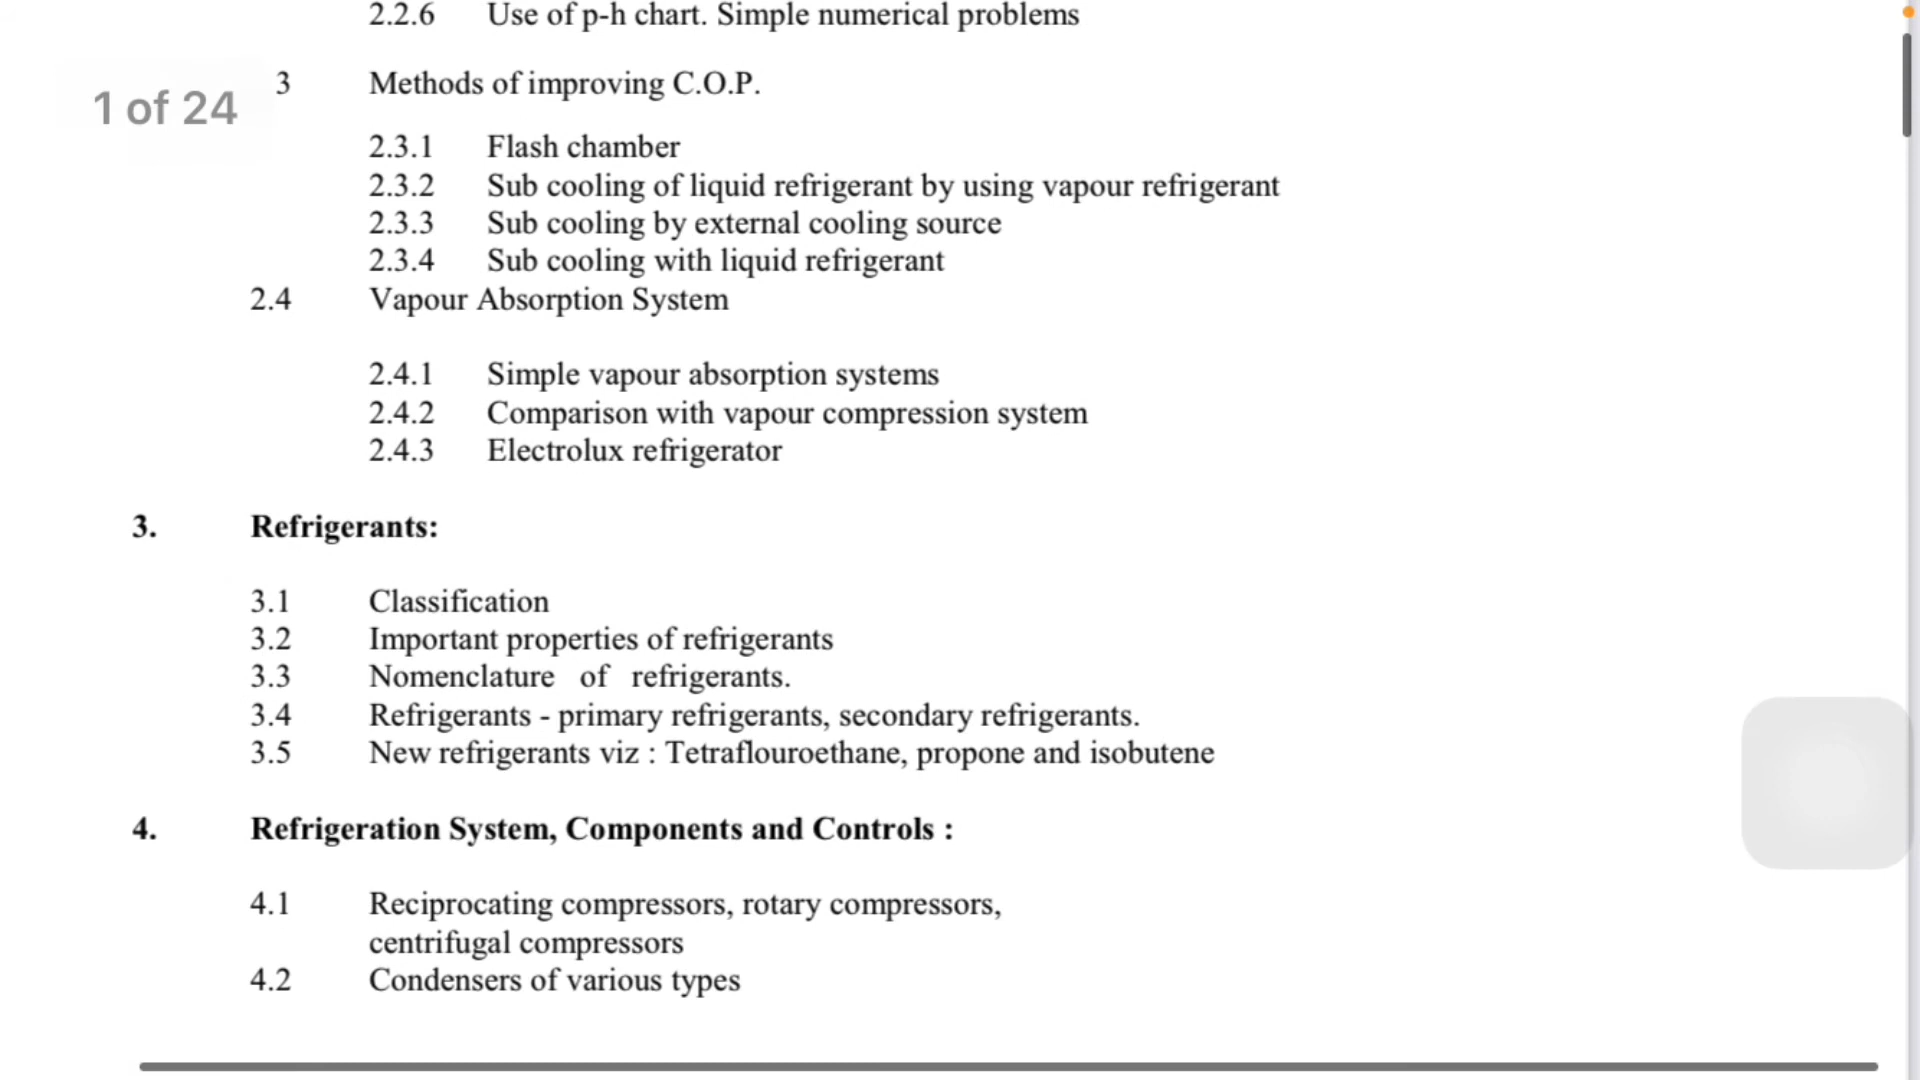 2.2.6 Use of p-h chart. Simple numerical problems
3 Methods of improving C.O.P.
1 of 24
2.3.1 Flash chamber
2.3.2 Sub cooling of liquid refrigerant by using vapour refrigerant
2.3.3 Sub cooling by external cooling source
2.3.4 Sub cooling with liquid refrigerant
2.4 Vapour Absorption System
2.4.1 Simple vapour absorption systems
2.4.2 Comparison with vapour compression system
2.4.3 Electrolux refrigerator
3. Refrigerants:
3.1 Classification
3.2 Important properties of refrigerants
3.3 Nomenclature of refrigerants.
3.4 Refrigerants - primary refrigerants, secondary refrigerants.
3.5 New refrigerants viz : Tetraflouroethane, propone and isobutene
4. Refrigeration System, Components and Controls :
4.1 Reciprocating compressors, rotary compressors,
centrifugal compressors
4.2 Condensers of various types